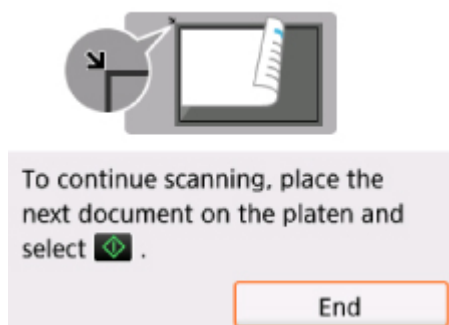 To continue scanning, place the
next document on the platen and
select .
End